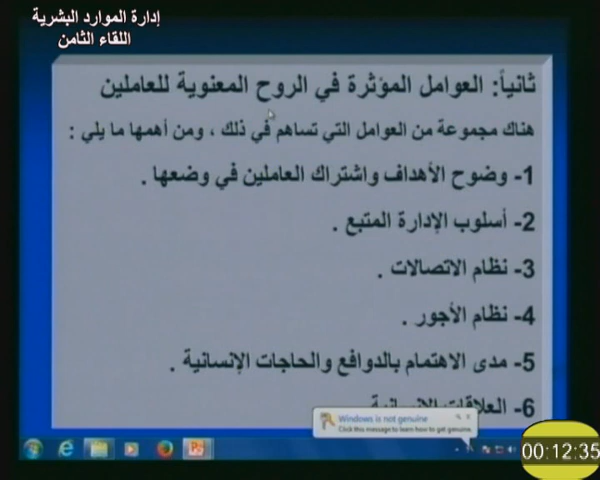 إدارة الموارد البشرية
اللقاء الثامن
ثانياً: العوامل المؤثرة في الروح المعنوية للعاملين
هناك مجموعة من العوامل التي تساهم في ذلك ، ومن أهمها ما يلي :
1- وضوح الأهداف واشتراك العاملين في وضعها .
2- أسلوب الإدارة المتبع .
3- نظام الاتصالات .
4- نظام الأجور .
5- مدى الاهتمام بالدوافع والحاجات الإنسانية .
6- العلاقات الإنسانية
Windows is not genuine
Click this message to learn how to get genuine.
00:12:35